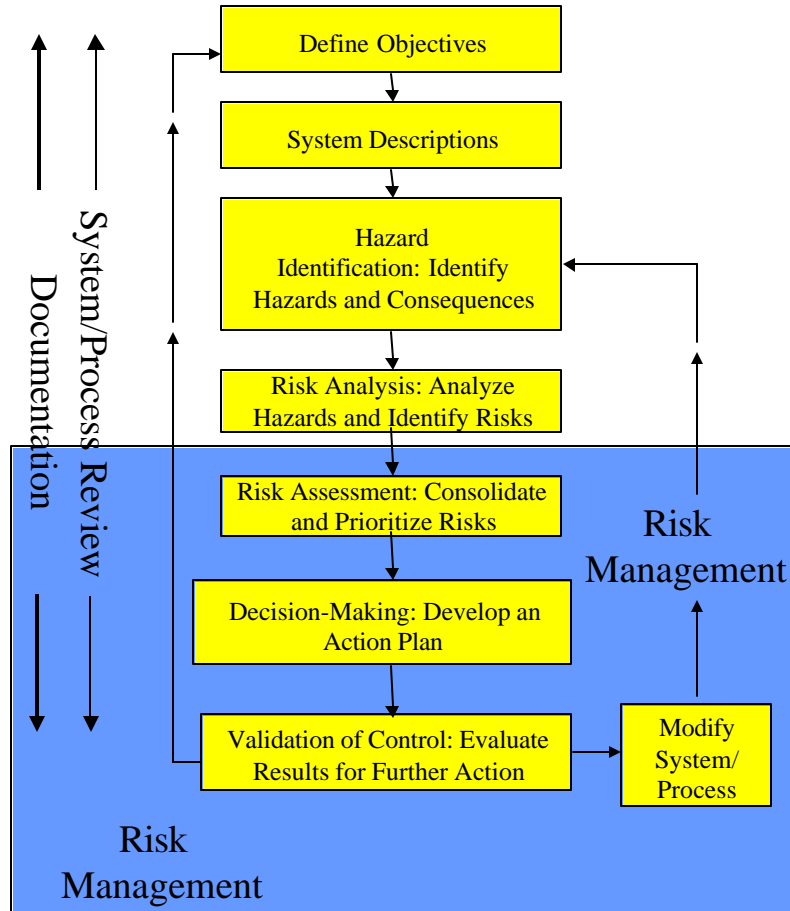 Define Objectives
System Descriptions
Hazard
Identification: Identify
Hazards and Consequences
Risk Analysis: Analyze
Hazards and Identify Risks
Risk Assessment: Consolidate
and Prioritize Risks
Decision-Making: Develop an
Action Plan
Validation of Control: Evaluate
Results for Further Action
Modify
System/
Process
Risk
Management
System/Process Review
Documentation
Risk
Management